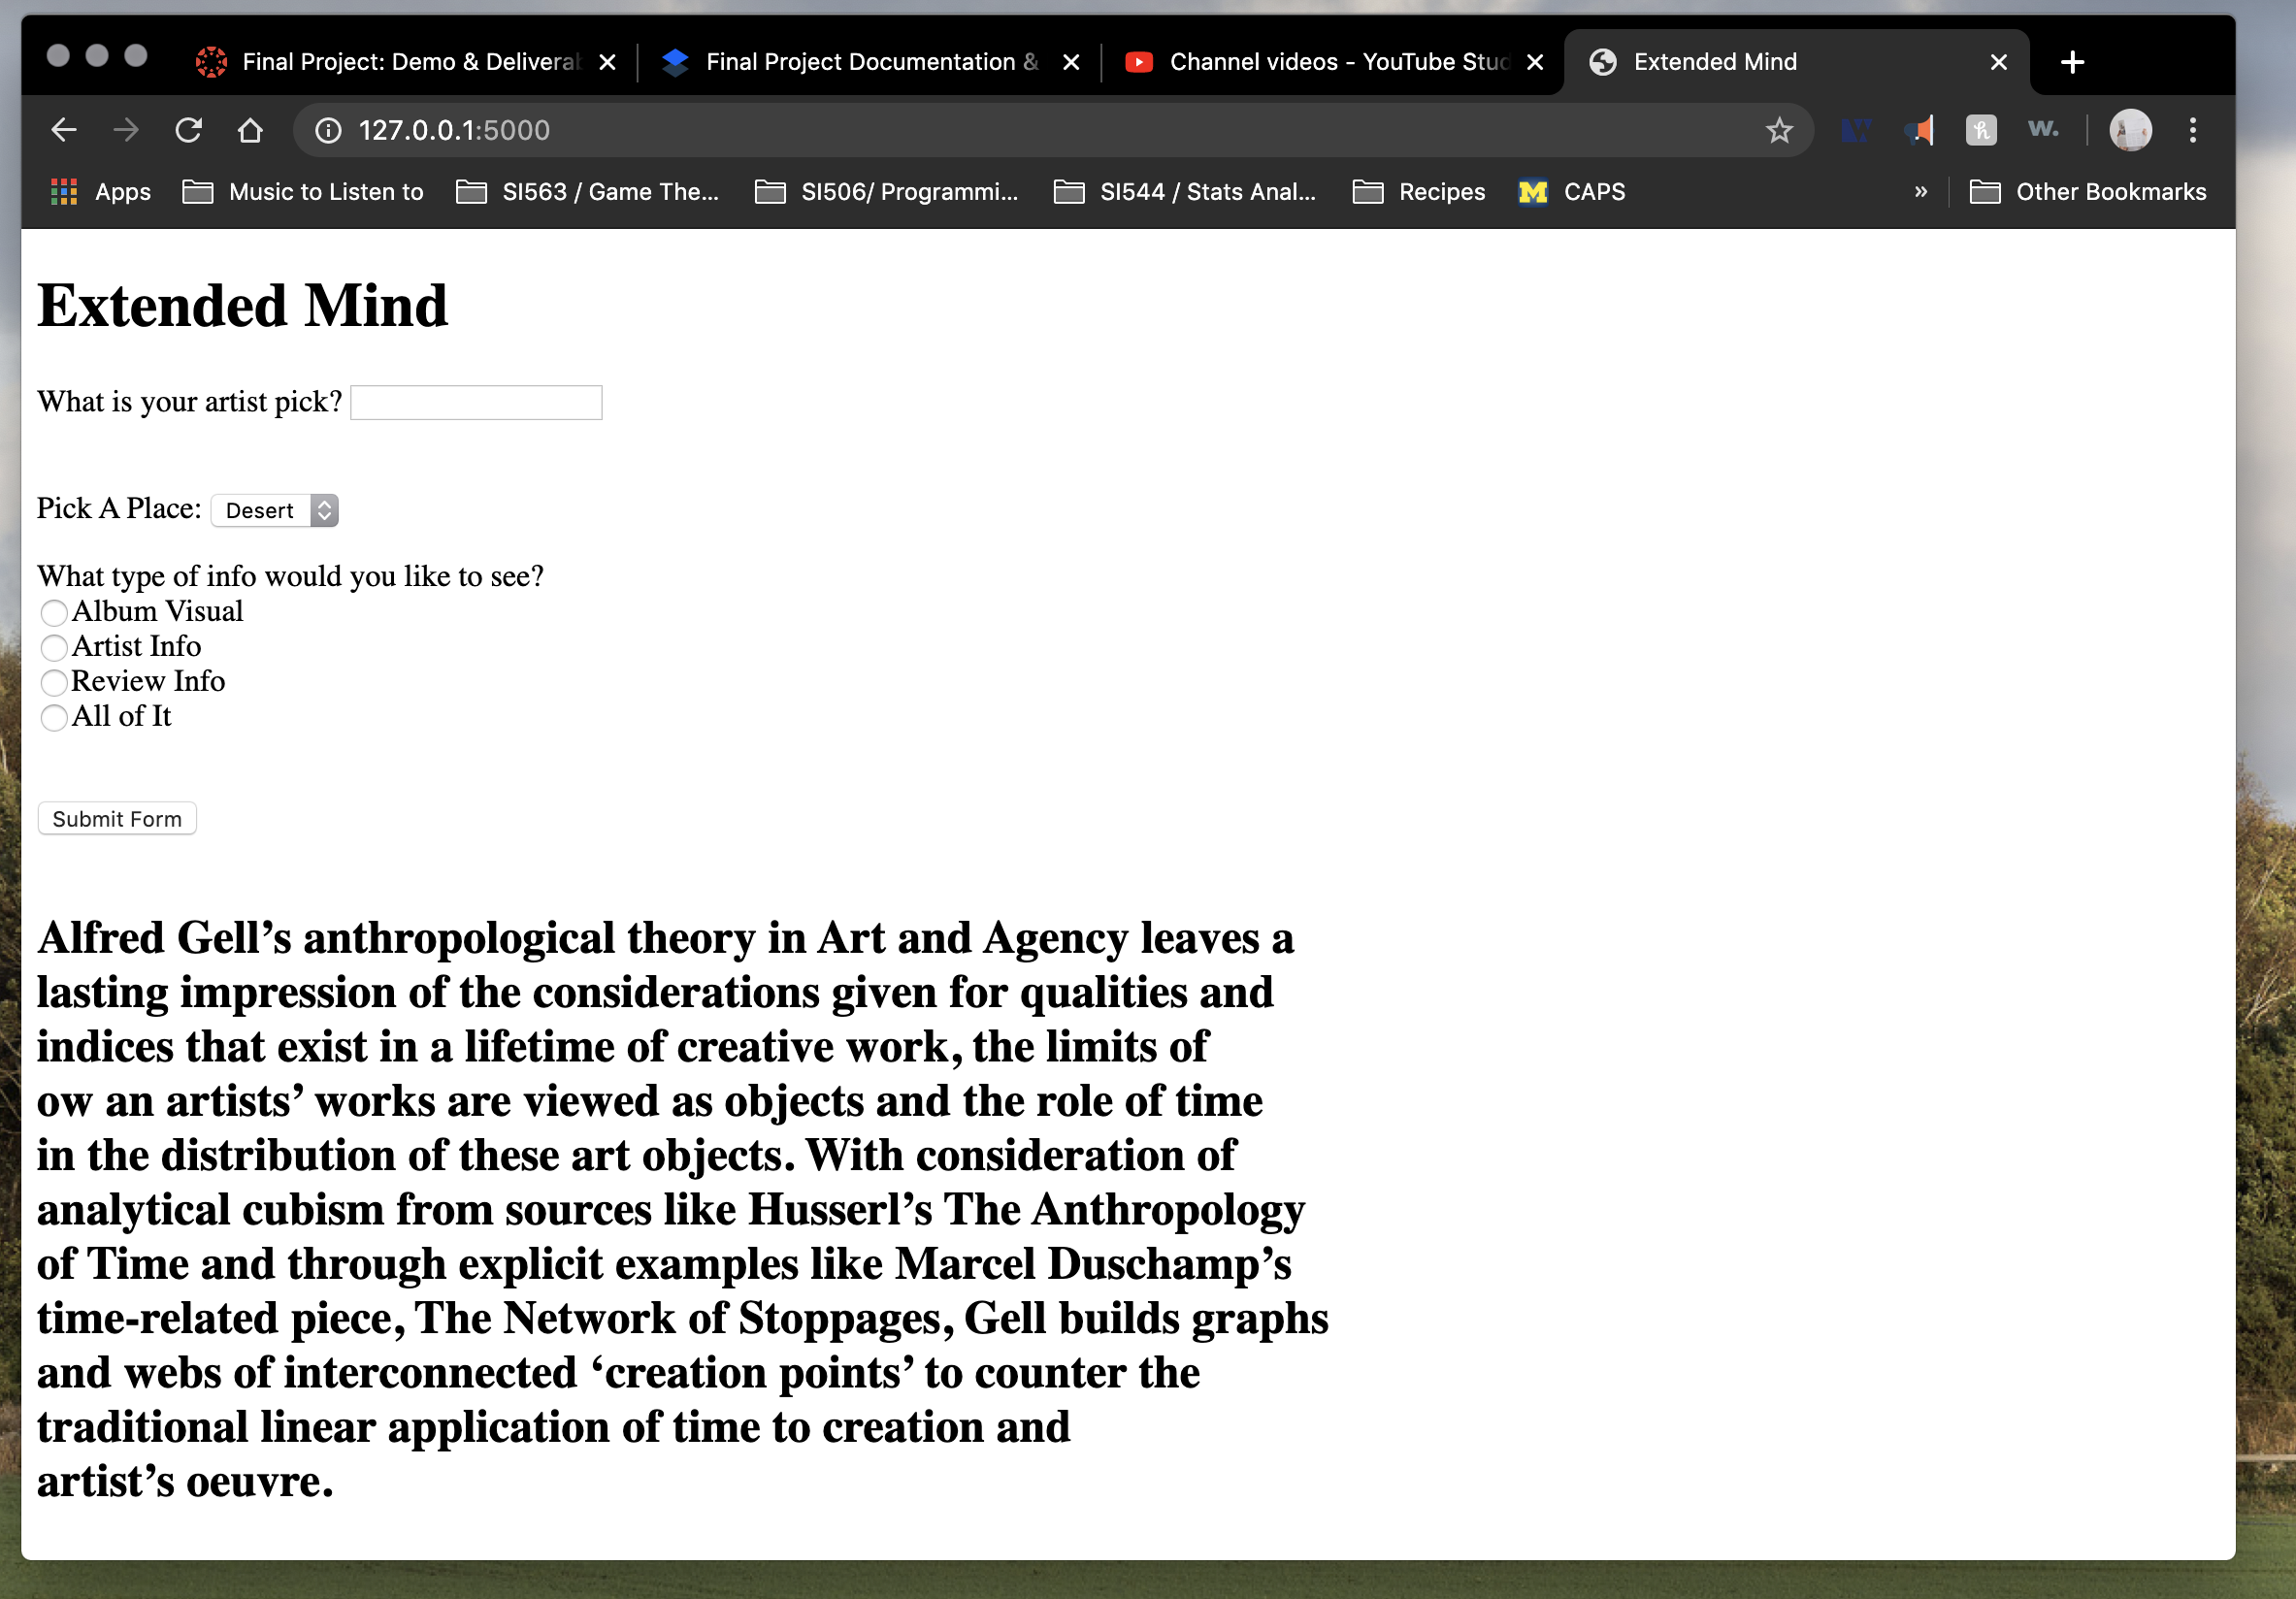 Final Project: Demo & Deliverab
Final Project Documentation &
Channel videos - YouTube Stud
Extended Mind
127.0.0.1:5000
W.
Apps
Music to Listen to
SI563 / Game The...
SI506/ Programmi...
SI544 / Stats Anal...
Recipes
M
CAPS
»
Other Bookmarks
Extended Mind
What is your artist pick?
Pick A Place: Desert
What type of info would you like to see?
Album Visual
Artist Info
Review Info
All of It
Submit Form
Alfred Gell’s anthropological theory in Art and Agency leaves a
lasting impression of the considerations given for qualities and
indices that exist in a lifetime of creative work, the limits of
ow an artists’ works are viewed as objects and the role of time
in the distribution of these art objects. With consideration of
analytical cubism from sources like Husserl’s The Anthropology
of Time and through explicit examples like Marcel Duschamp’s
time-related piece, The Network of Stoppages, Gell builds graphs
and webs of interconnected ‘creation points’ to counter the
traditional linear application of time to creation and
artist’s oeuvre.